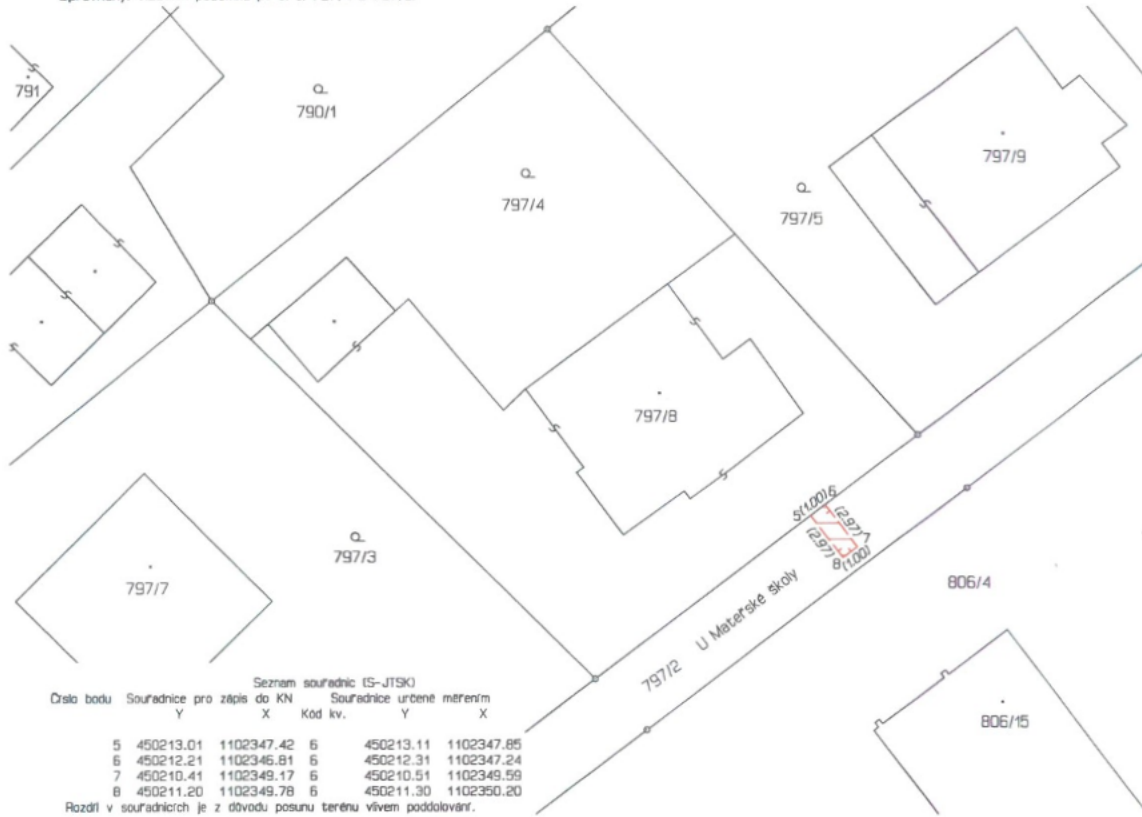 791
790/1
797/4
797/5
797/9
797/8
797/3
797/7
5(1.00)6
(2.97)7
(2.97)
8(1.00)
806/4
797/2 U Mateřské školy
806/15
Seznam souřadnic (S-JTSK)
Číslo bodu Souřadnice pro zápis do KN Souřadnice určené měřením
Y X Kód kv. Y X
5 450213.01 1102347.42 6 450213.11 1102347.85
6 450212.21 1102346.81 6 450212.31 1102347.24
7 450210.41 1102349.17 6 450210.51 1102349.59
8 450211.20 1102349.78 6 450211.30 1102350.20
Rozdíl v souřadnicích je z důvodu posunu terénu vlivem poddolování.